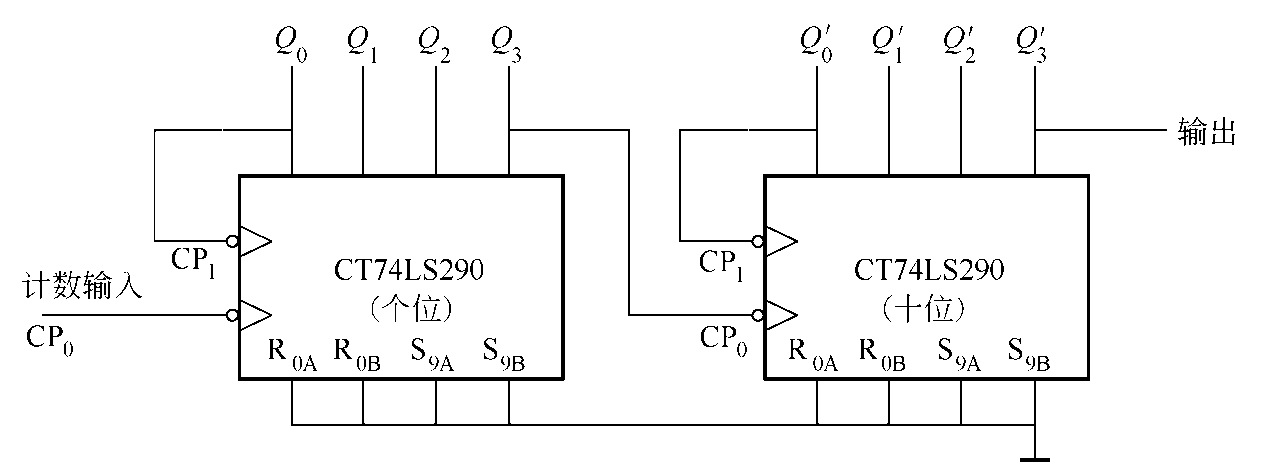 Q0 Q1 Q2 Q3 Q′0 Q′1 Q′2 Q′3
输出
CP1 CP1
CT74LS290 CT74LS290
计数输入
(个位) (十位)
CP0 CP0
R0A R0B S9A S9B R0A R0B S9A S9B